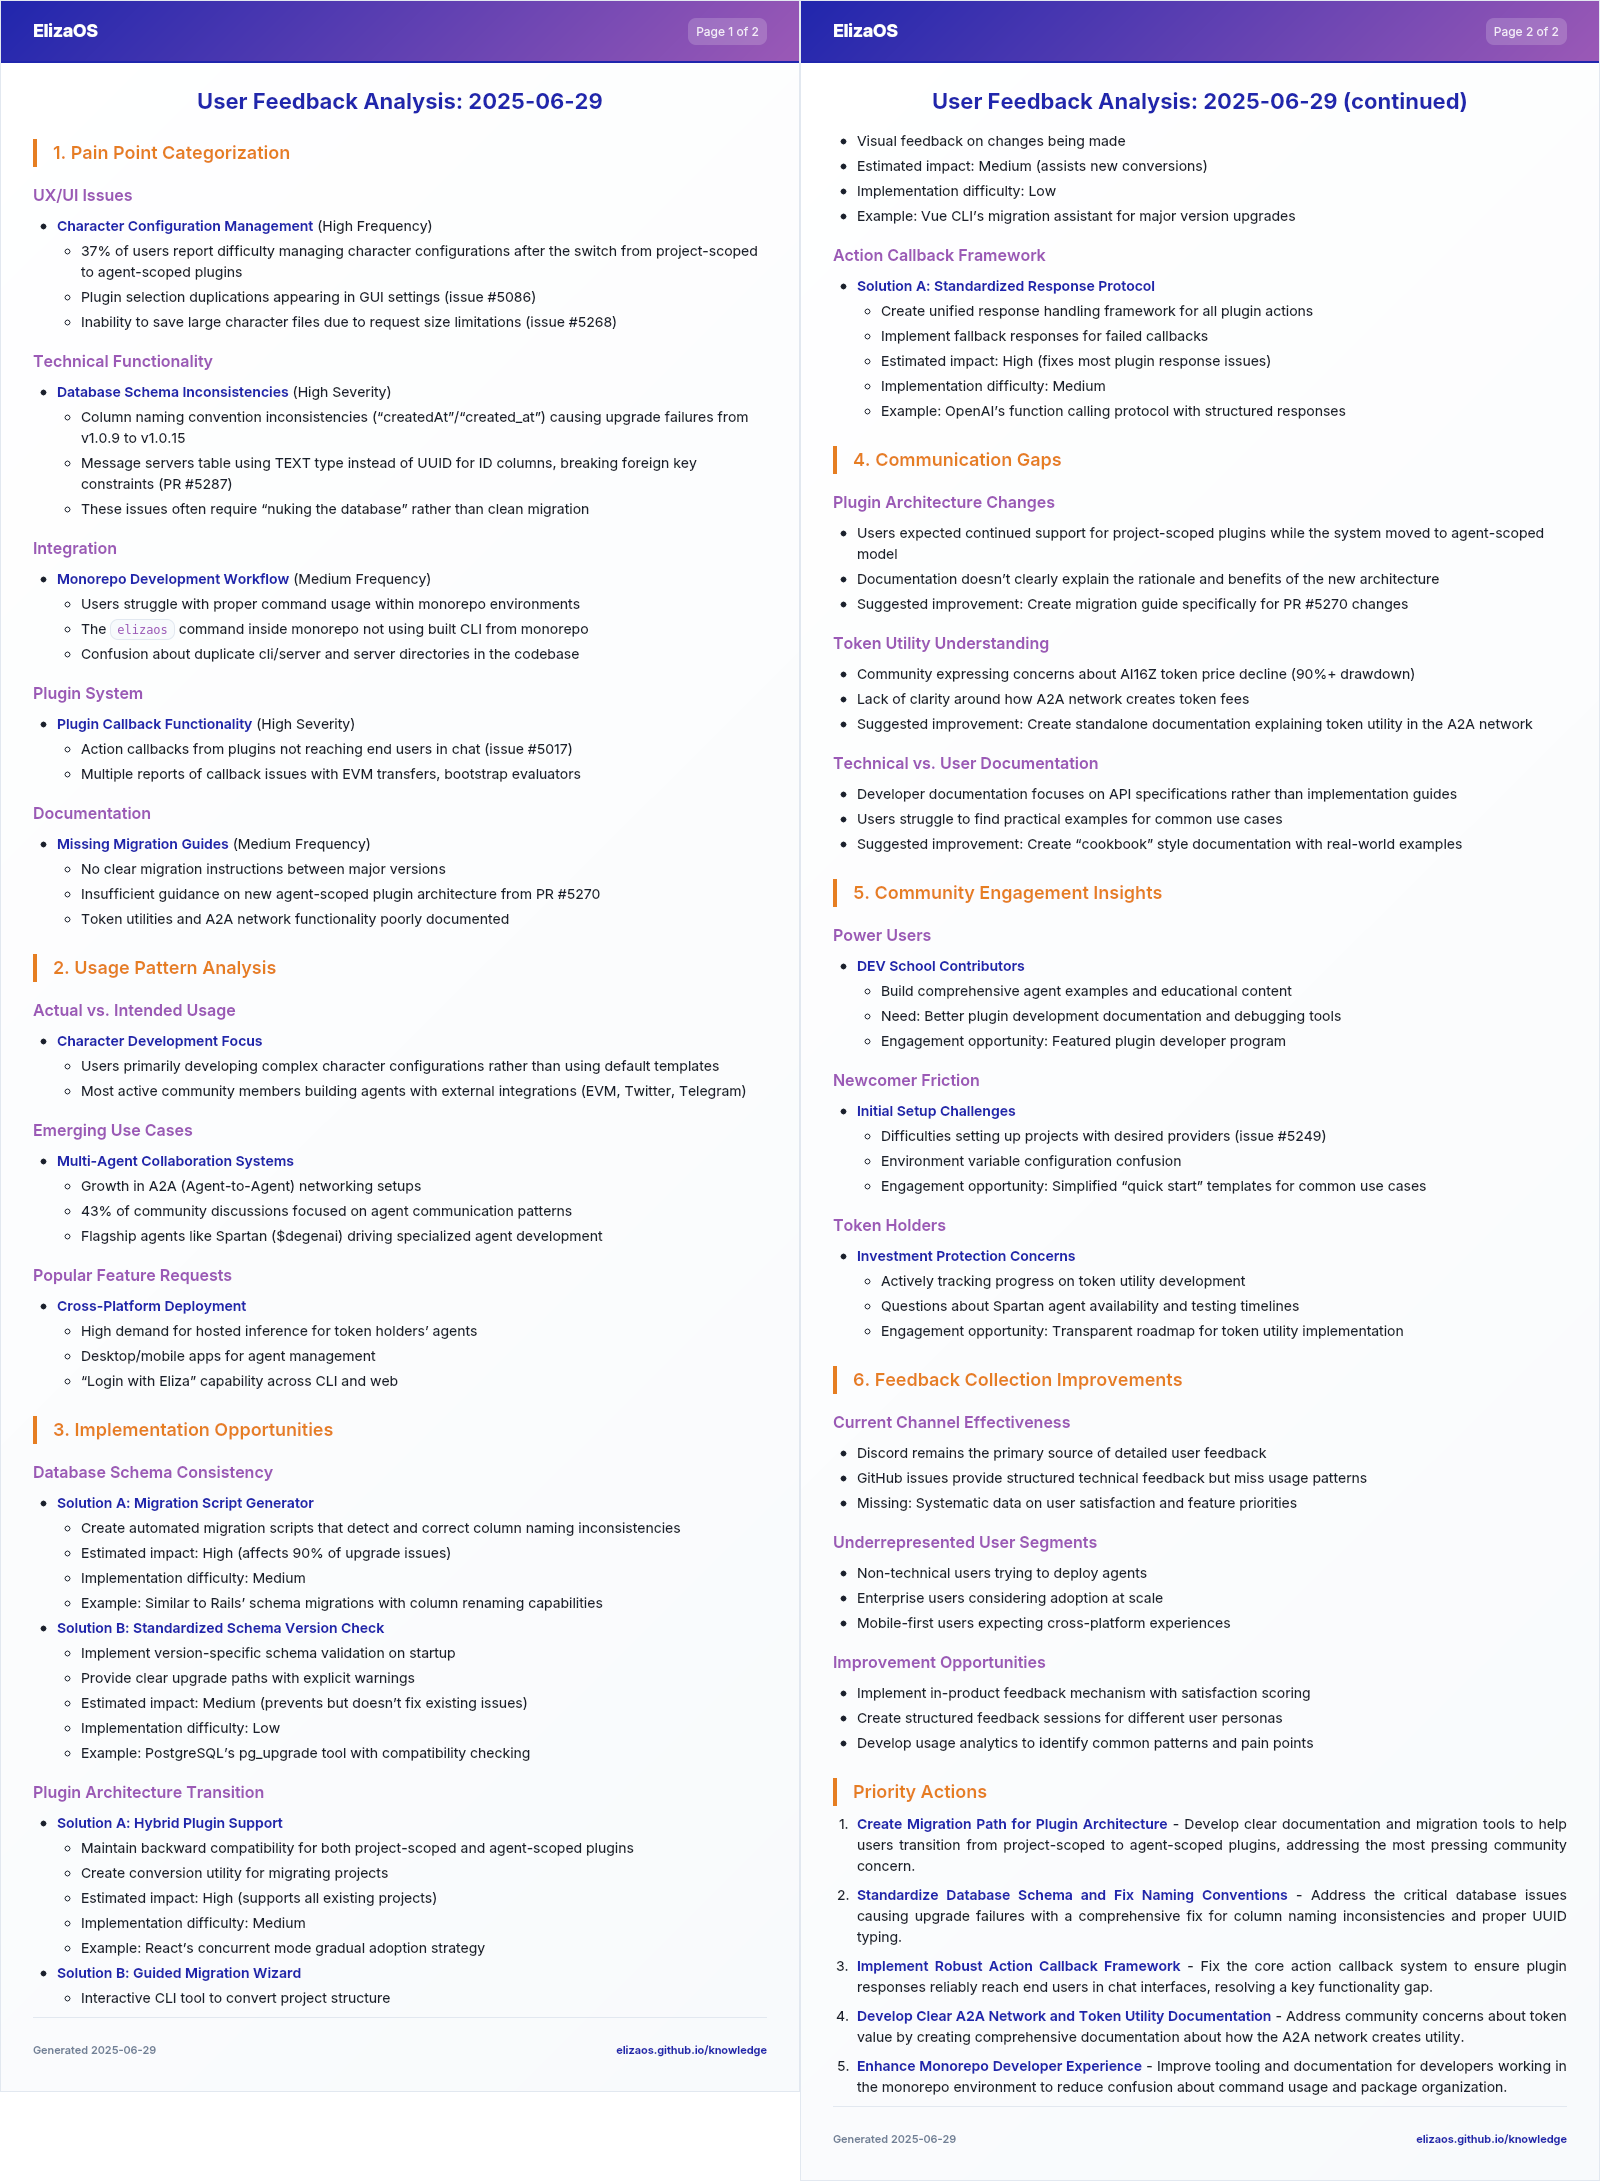 ElizaOS
Page 1 of 2
User Feedback Analysis: 2025-06-29
1. Pain Point Categorization
UX/UI Issues
• Character Configuration Management (High Frequency)
◦ 37% of users report difficulty managing character configurations after the switch from project-scoped
to agent-scoped plugins
◦ Plugin selection duplications appearing in GUI settings (issue #5086)
◦ Inability to save large character files due to request size limitations (issue #5268)
Technical Functionality
• Database Schema Inconsistencies (High Severity)
◦ Column naming convention inconsistencies (“createdAt”/“created_at”) causing upgrade failures from
v1.0.9 to v1.0.15
◦ Message servers table using TEXT type instead of UUID for ID columns, breaking foreign key
constraints (PR #5287)
◦ These issues often require “nuking the database” rather than clean migration
Integration
• Monorepo Development Workflow (Medium Frequency)
◦ Users struggle with proper command usage within monorepo environments
◦ The elizaos command inside monorepo not using built CLI from monorepo
◦ Confusion about duplicate cli/server and server directories in the codebase
Plugin System
• Plugin Callback Functionality (High Severity)
◦ Action callbacks from plugins not reaching end users in chat (issue #5017)
◦ Multiple reports of callback issues with EVM transfers, bootstrap evaluators
Documentation
• Missing Migration Guides (Medium Frequency)
◦ No clear migration instructions between major versions
◦ Insufficient guidance on new agent-scoped plugin architecture from PR #5270
◦ Token utilities and A2A network functionality poorly documented
2. Usage Pattern Analysis
Actual vs. Intended Usage
• Character Development Focus
◦ Users primarily developing complex character configurations rather than using default templates
◦ Most active community members building agents with external integrations (EVM, Twitter, Telegram)
Emerging Use Cases
• Multi-Agent Collaboration Systems
◦ Growth in A2A (Agent-to-Agent) networking setups
◦ 43% of community discussions focused on agent communication patterns
◦ Flagship agents like Spartan ($degenai) driving specialized agent development
Popular Feature Requests
• Cross-Platform Deployment
◦ High demand for hosted inference for token holders’ agents
◦ Desktop/mobile apps for agent management
◦ “Login with Eliza” capability across CLI and web
3. Implementation Opportunities
Database Schema Consistency
• Solution A: Migration Script Generator
◦ Create automated migration scripts that detect and correct column naming inconsistencies
◦ Estimated impact: High (affects 90% of upgrade issues)
◦ Implementation difficulty: Medium
◦ Example: Similar to Rails’ schema migrations with column renaming capabilities
• Solution B: Standardized Schema Version Check
◦ Implement version-specific schema validation on startup
◦ Provide clear upgrade paths with explicit warnings
◦ Estimated impact: Medium (prevents but doesn’t fix existing issues)
◦ Implementation difficulty: Low
◦ Example: PostgreSQL’s pg_upgrade tool with compatibility checking
Plugin Architecture Transition
• Solution A: Hybrid Plugin Support
◦ Maintain backward compatibility for both project-scoped and agent-scoped plugins
◦ Create conversion utility for migrating projects
◦ Estimated impact: High (supports all existing projects)
◦ Implementation difficulty: Medium
◦ Example: React’s concurrent mode gradual adoption strategy
• Solution B: Guided Migration Wizard
◦ Interactive CLI tool to convert project structure
Generated 2025-06-29
elizaos.github.io/knowledge
ElizaOS
Page 2 of 2
User Feedback Analysis: 2025-06-29 (continued)
• Visual feedback on changes being made
• Estimated impact: Medium (assists new conversions)
• Implementation difficulty: Low
• Example: Vue CLI’s migration assistant for major version upgrades
Action Callback Framework
• Solution A: Standardized Response Protocol
◦ Create unified response handling framework for all plugin actions
◦ Implement fallback responses for failed callbacks
◦ Estimated impact: High (fixes most plugin response issues)
◦ Implementation difficulty: Medium
◦ Example: OpenAI’s function calling protocol with structured responses
4. Communication Gaps
Plugin Architecture Changes
• Users expected continued support for project-scoped plugins while the system moved to agent-scoped
model
• Documentation doesn’t clearly explain the rationale and benefits of the new architecture
• Suggested improvement: Create migration guide specifically for PR #5270 changes
Token Utility Understanding
• Community expressing concerns about AI16Z token price decline (90%+ drawdown)
• Lack of clarity around how A2A network creates token fees
• Suggested improvement: Create standalone documentation explaining token utility in the A2A network
Technical vs. User Documentation
• Developer documentation focuses on API specifications rather than implementation guides
• Users struggle to find practical examples for common use cases
• Suggested improvement: Create “cookbook” style documentation with real-world examples
5. Community Engagement Insights
Power Users
• DEV School Contributors
◦ Build comprehensive agent examples and educational content
◦ Need: Better plugin development documentation and debugging tools
◦ Engagement opportunity: Featured plugin developer program
Newcomer Friction
• Initial Setup Challenges
◦ Difficulties setting up projects with desired providers (issue #5249)
◦ Environment variable configuration confusion
◦ Engagement opportunity: Simplified “quick start” templates for common use cases
Token Holders
• Investment Protection Concerns
◦ Actively tracking progress on token utility development
◦ Questions about Spartan agent availability and testing timelines
◦ Engagement opportunity: Transparent roadmap for token utility implementation
6. Feedback Collection Improvements
Current Channel Effectiveness
• Discord remains the primary source of detailed user feedback
• GitHub issues provide structured technical feedback but miss usage patterns
• Missing: Systematic data on user satisfaction and feature priorities
Underrepresented User Segments
• Non-technical users trying to deploy agents
• Enterprise users considering adoption at scale
• Mobile-first users expecting cross-platform experiences
Improvement Opportunities
• Implement in-product feedback mechanism with satisfaction scoring
• Create structured feedback sessions for different user personas
• Develop usage analytics to identify common patterns and pain points
Priority Actions
1. Create Migration Path for Plugin Architecture - Develop clear documentation and migration tools to help
users transition from project-scoped to agent-scoped plugins, addressing the most pressing community
concern.
2. Standardize Database Schema and Fix Naming Conventions - Address the critical database issues
causing upgrade failures with a comprehensive fix for column naming inconsistencies and proper UUID
typing.
3. Implement Robust Action Callback Framework - Fix the core action callback system to ensure plugin
responses reliably reach end users in chat interfaces, resolving a key functionality gap.
4. Develop Clear A2A Network and Token Utility Documentation - Address community concerns about token
value by creating comprehensive documentation about how the A2A network creates utility.
5. Enhance Monorepo Developer Experience - Improve tooling and documentation for developers working in
the monorepo environment to reduce confusion about command usage and package organization.
Generated 2025-06-29
elizaos.github.io/knowledge